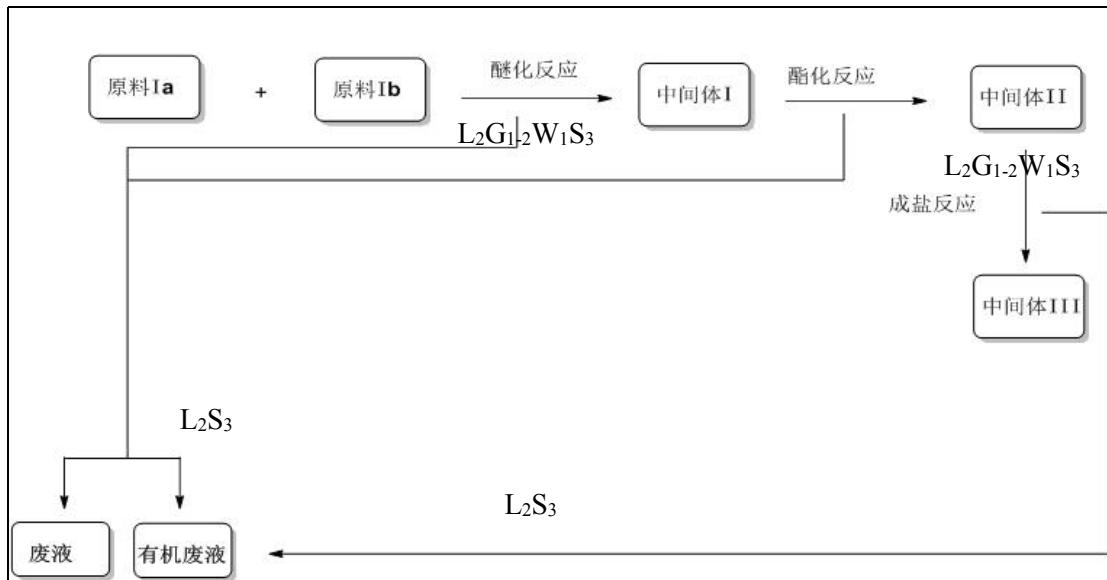 原料Ia + 原料Ib 醚化反应 中间体I 酯化反应 中间体II
L₂G₁₋₂W₁S₃ L₂G₁₋₂W₁S₃
成盐反应
中间体III
L₂S₃
L₂S₃
废液 有机废液